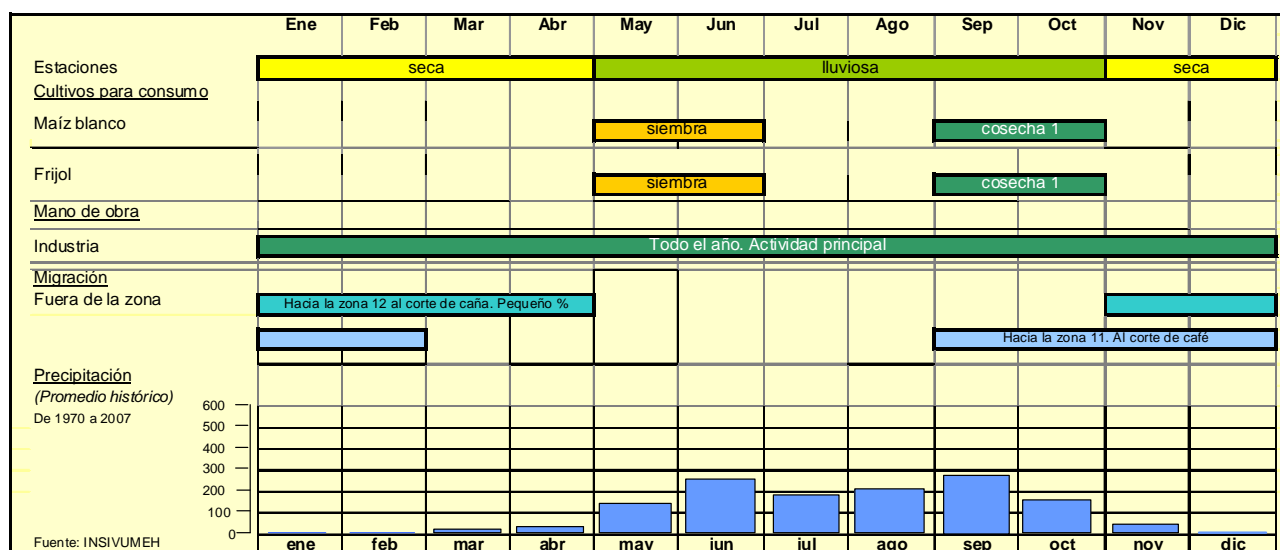 Ene Feb Mar Abr May Jun Jul Ago Sep Oct Nov Dic
Estaciones seca lluviosa seca
Cultivos para consumo
Maíz blanco siembra cosecha 1
Frijol siembra cosecha 1
Mano de obra
Industria Todo el año. Actividad principal
Migración
Fuera de la zona Hacia la zona 12 al corte de caña. Pequeño %
Hacia la zona 11. Al corte de café
Precipitación
(Promedio histórico)
De 1970 a 2007
600
500
400
300
200
100
0
Fuente: INSIVUMEH
ene feb mar abr may jun jul ago sep oct nov dic